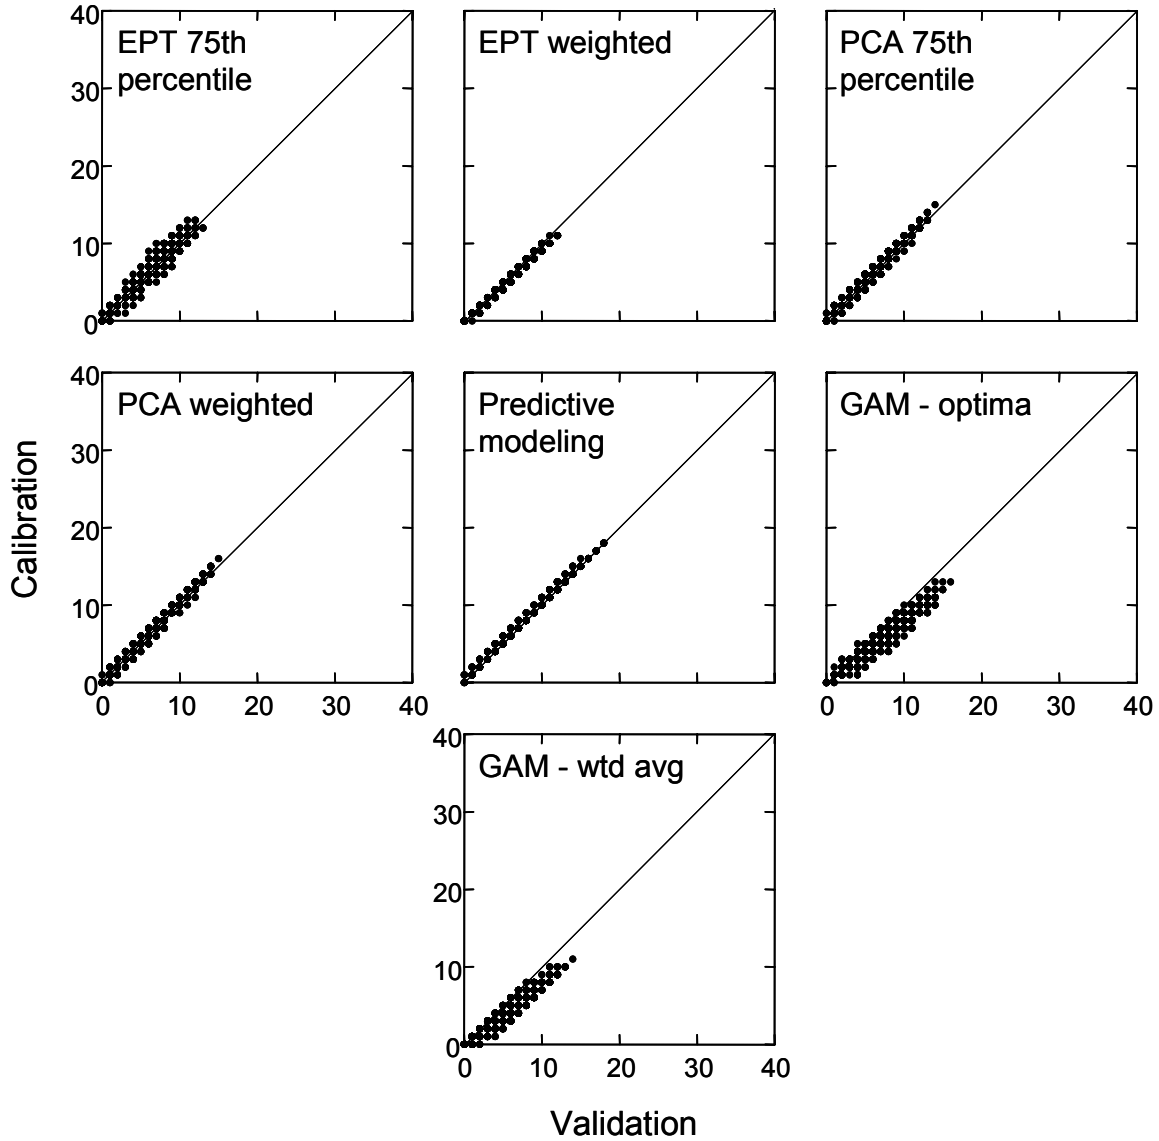 40
30
20
10
0
EPT 75th
percentile
EPT weighted
PCA 75th
percentile
Calibration
40
30
20
10
0
PCA weighted
Predictive
modeling
GAM - optima
0 10 20 30 40
0 10 20 30 40
40
30
20
10
0
GAM - wtd avg
0 10 20 30 40
Validation